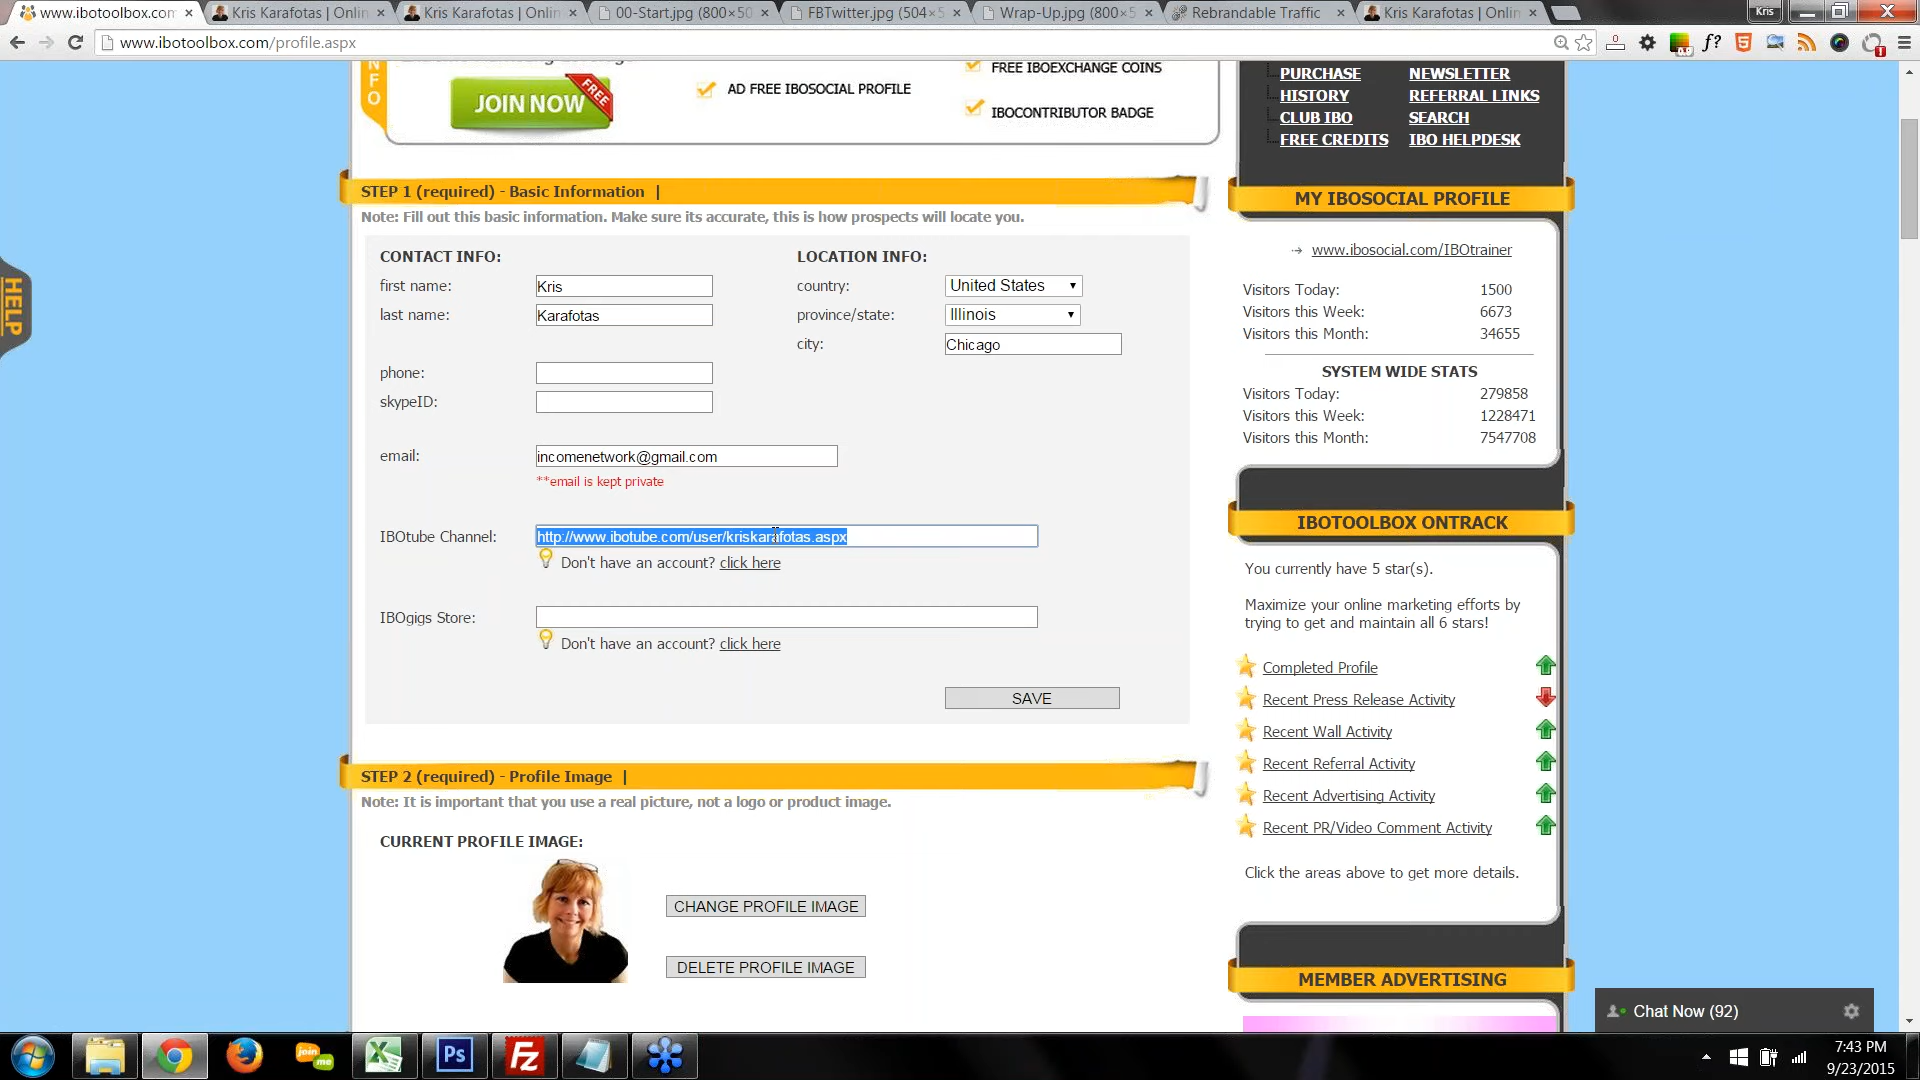 www.ibotoolbox.com
Kris Karafotas | Onlin
Kris Karafotas | Onlin
00-Start.jpg (800×50
FBTwitter.jpg (504×5
Wrap-Up.jpg (800×5
Rebrandable Traffic
Kris Karafotas | Onlin
Kris
www.ibotoolbox.com/profile.aspx
INFO
JOIN NOW
FREE
AD FREE IBOSOCIAL PROFILE
FREE IBOEXCHANGE COINS
IBOCONTRIBUTOR BADGE
PURCHASE
NEWSLETTER
HISTORY
REFERRAL LINKS
CLUB IBO
SEARCH
FREE CREDITS
IBO HELPDESK
HELP
STEP 1 (required) - Basic Information |
Note: Fill out this basic information. Make sure its accurate, this is how prospects will locate you.
CONTACT INFO:
first name: Kris
last name: Karafotas
phone:
skypeID:
email: incomenetwork@gmail.com
**email is kept private
LOCATION INFO:
country: United States
province/state: Illinois
city: Chicago
IBOtube Channel: http://www.ibotube.com/user/kriskarafotas.aspx
Don't have an account? click here
IBOgigs Store:
Don't have an account? click here
SAVE
STEP 2 (required) - Profile Image |
Note: It is important that you use a real picture, not a logo or product image.
CURRENT PROFILE IMAGE:
CHANGE PROFILE IMAGE
DELETE PROFILE IMAGE
MY IBOSOCIAL PROFILE
www.ibosocial.com/IBOtrainer
Visitors Today: 1500
Visitors this Week: 6673
Visitors this Month: 34655
SYSTEM WIDE STATS
Visitors Today: 279858
Visitors this Week: 1228471
Visitors this Month: 7547708
IBOTOOLBOX ONTRACK
You currently have 5 star(s).
Maximize your online marketing efforts by
trying to get and maintain all 6 stars!
Completed Profile
Recent Press Release Activity
Recent Wall Activity
Recent Referral Activity
Recent Advertising Activity
Recent PR/Video Comment Activity
Click the areas above to get more details.
MEMBER ADVERTISING
Chat Now (92)
join me
Ps
Fz
7:43 PM
9/23/2015